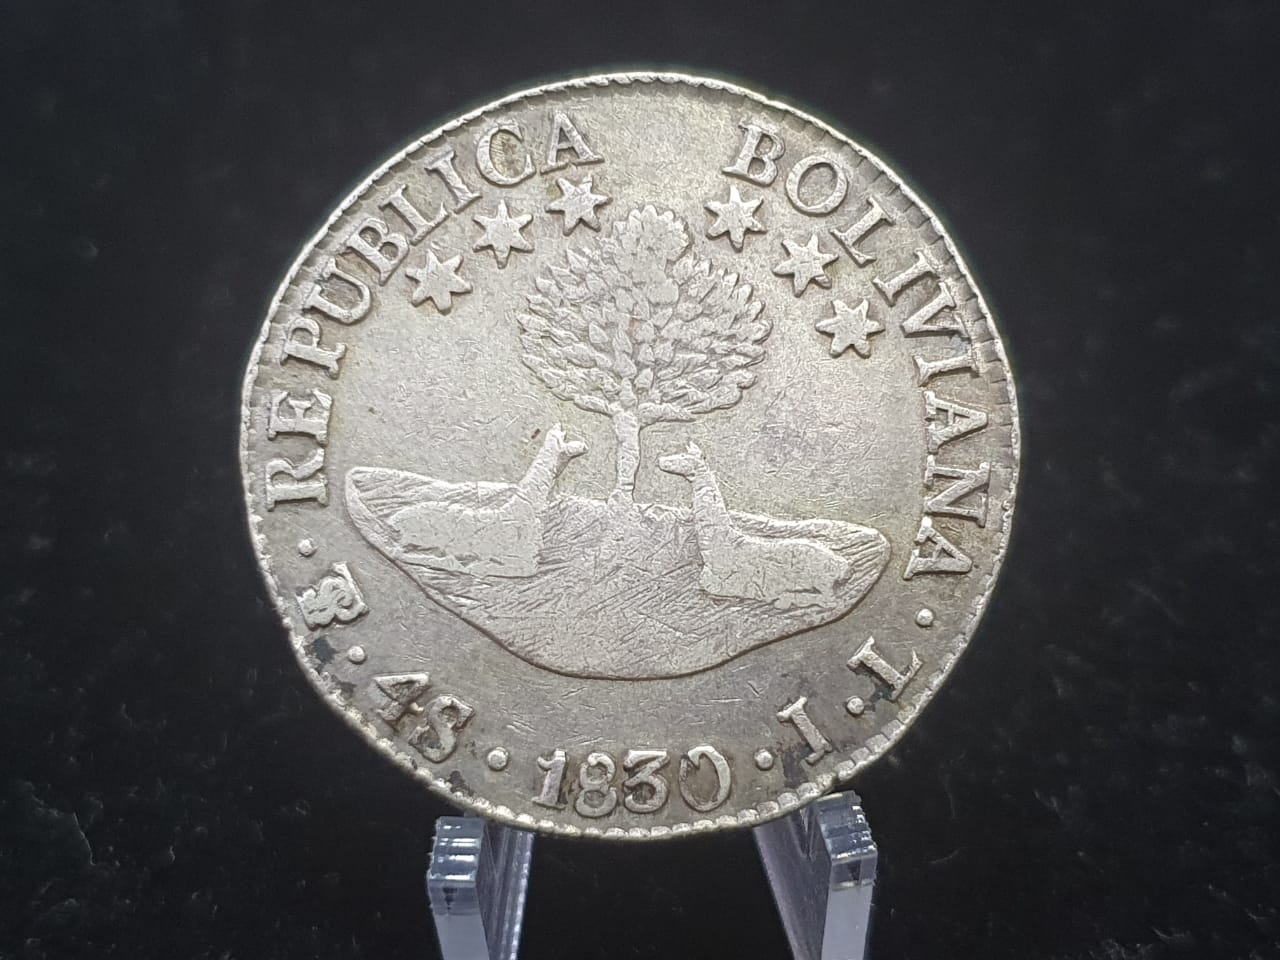 REPUBLICA BOLIVIANA
· 4S · 1830 · I · T ·